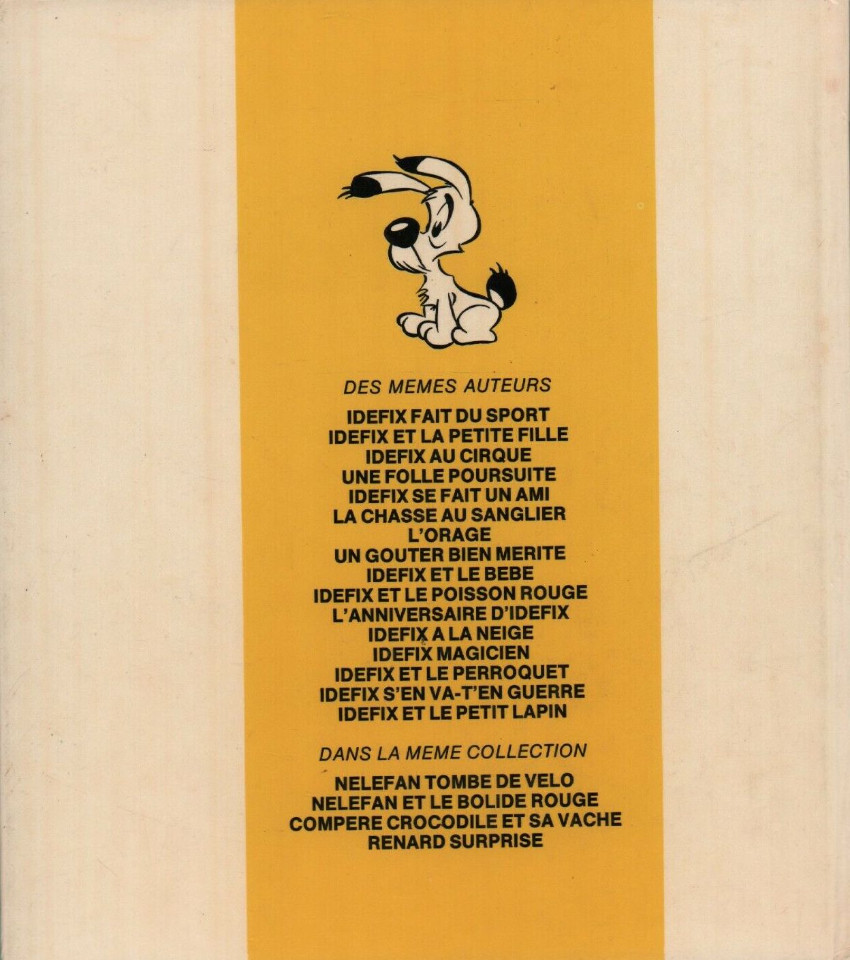 DES MEMES AUTEURS
IDEFIX FAIT DU SPORT
IDEFIX ET LA PETITE FILLE
IDEFIX AU CIRQUE
UNE FOLLE POURSUITE
IDEFIX SE FAIT UN AMI
LA CHASSE AU SANGLIER
L'ORAGE
UN GOUTER BIEN MERITE
IDEFIX ET LE BEBE
IDEFIX ET LE POISSON ROUGE
L'ANNIVERSAIRE D'IDEFIX
IDEFIX A LA NEIGE
IDEFIX MAGICIEN
IDEFIX ET LE PERROQUET
IDEFIX S'EN VA-T'EN GUERRE
IDEFIX ET LE PETIT LAPIN
DANS LA MEME COLLECTION
NELEFAN TOMBE DE VELO
NELEFAN ET LE BOLIDE ROUGE
COMPERE CROCODILE ET SA VACHE
RENARD SURPRISE